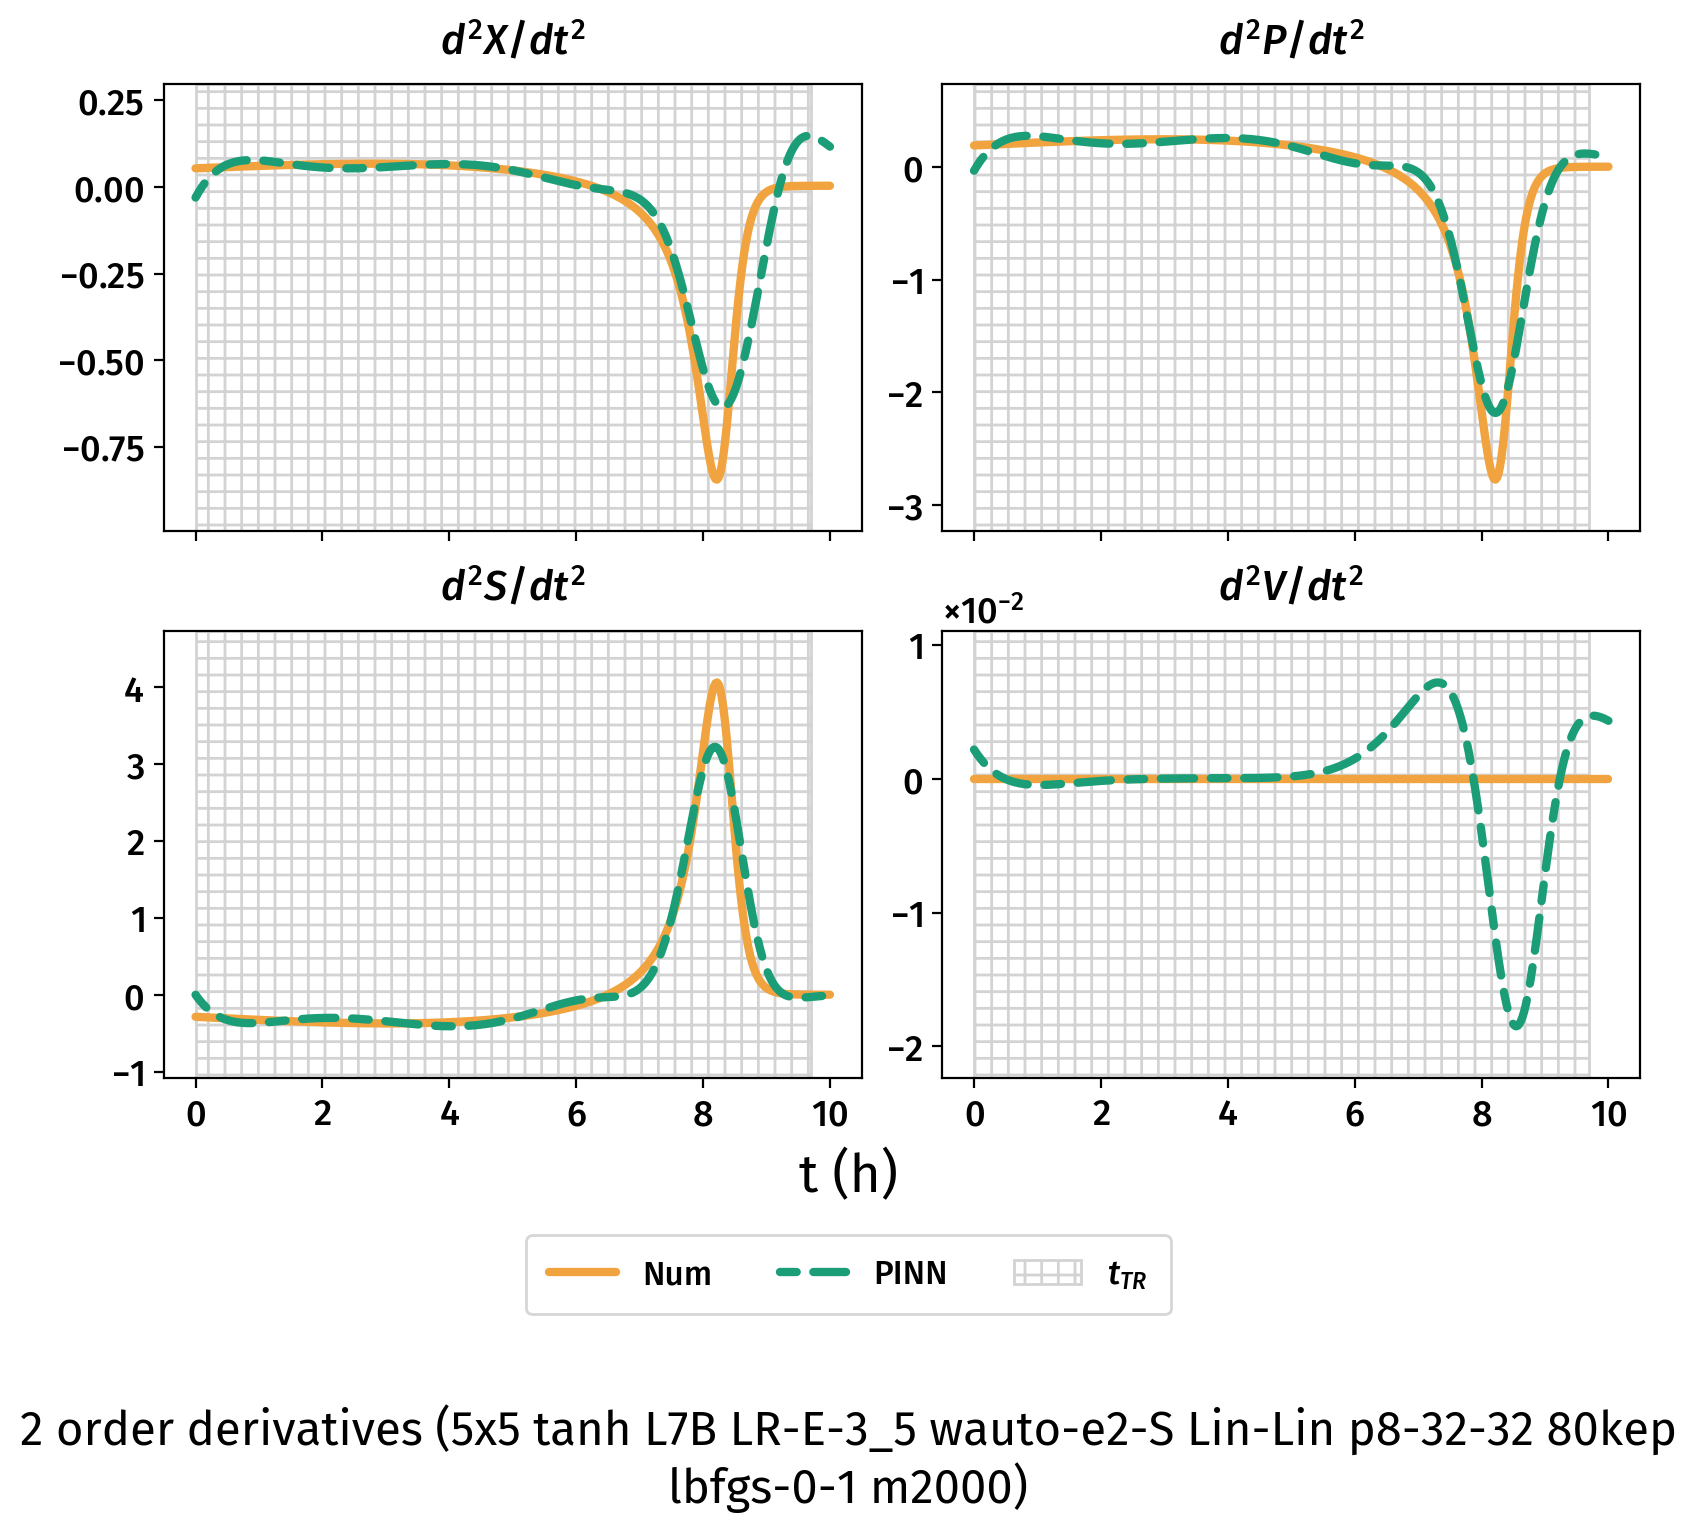 d²X/dt²
d²P/dt²
0.25
0.00
−0.25
−0.50
−0.75
0
−1
−2
−3
d²S/dt²
d²V/dt²
×10⁻²
4
3
2
1
0
−1
1
0
−1
−2
0 2 4 6 8 10
0 2 4 6 8 10
t (h)
Num PINN t_TR
2 order derivatives (5x5 tanh L7B LR-E-3_5 wauto-e2-S Lin-Lin p8-32-32 80kep
lbfgs-0-1 m2000)